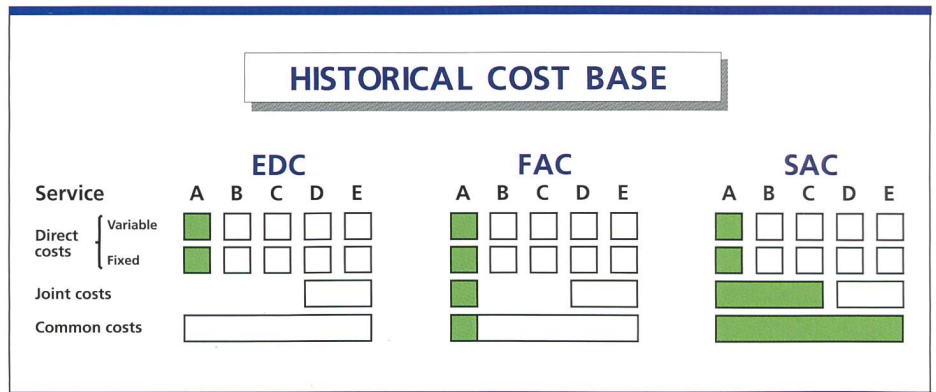 HISTORICAL COST BASE
EDC FAC SAC
Service A B C D E A B C D E A B C D E
Direct costs
Variable
Fixed
Joint costs
Common costs